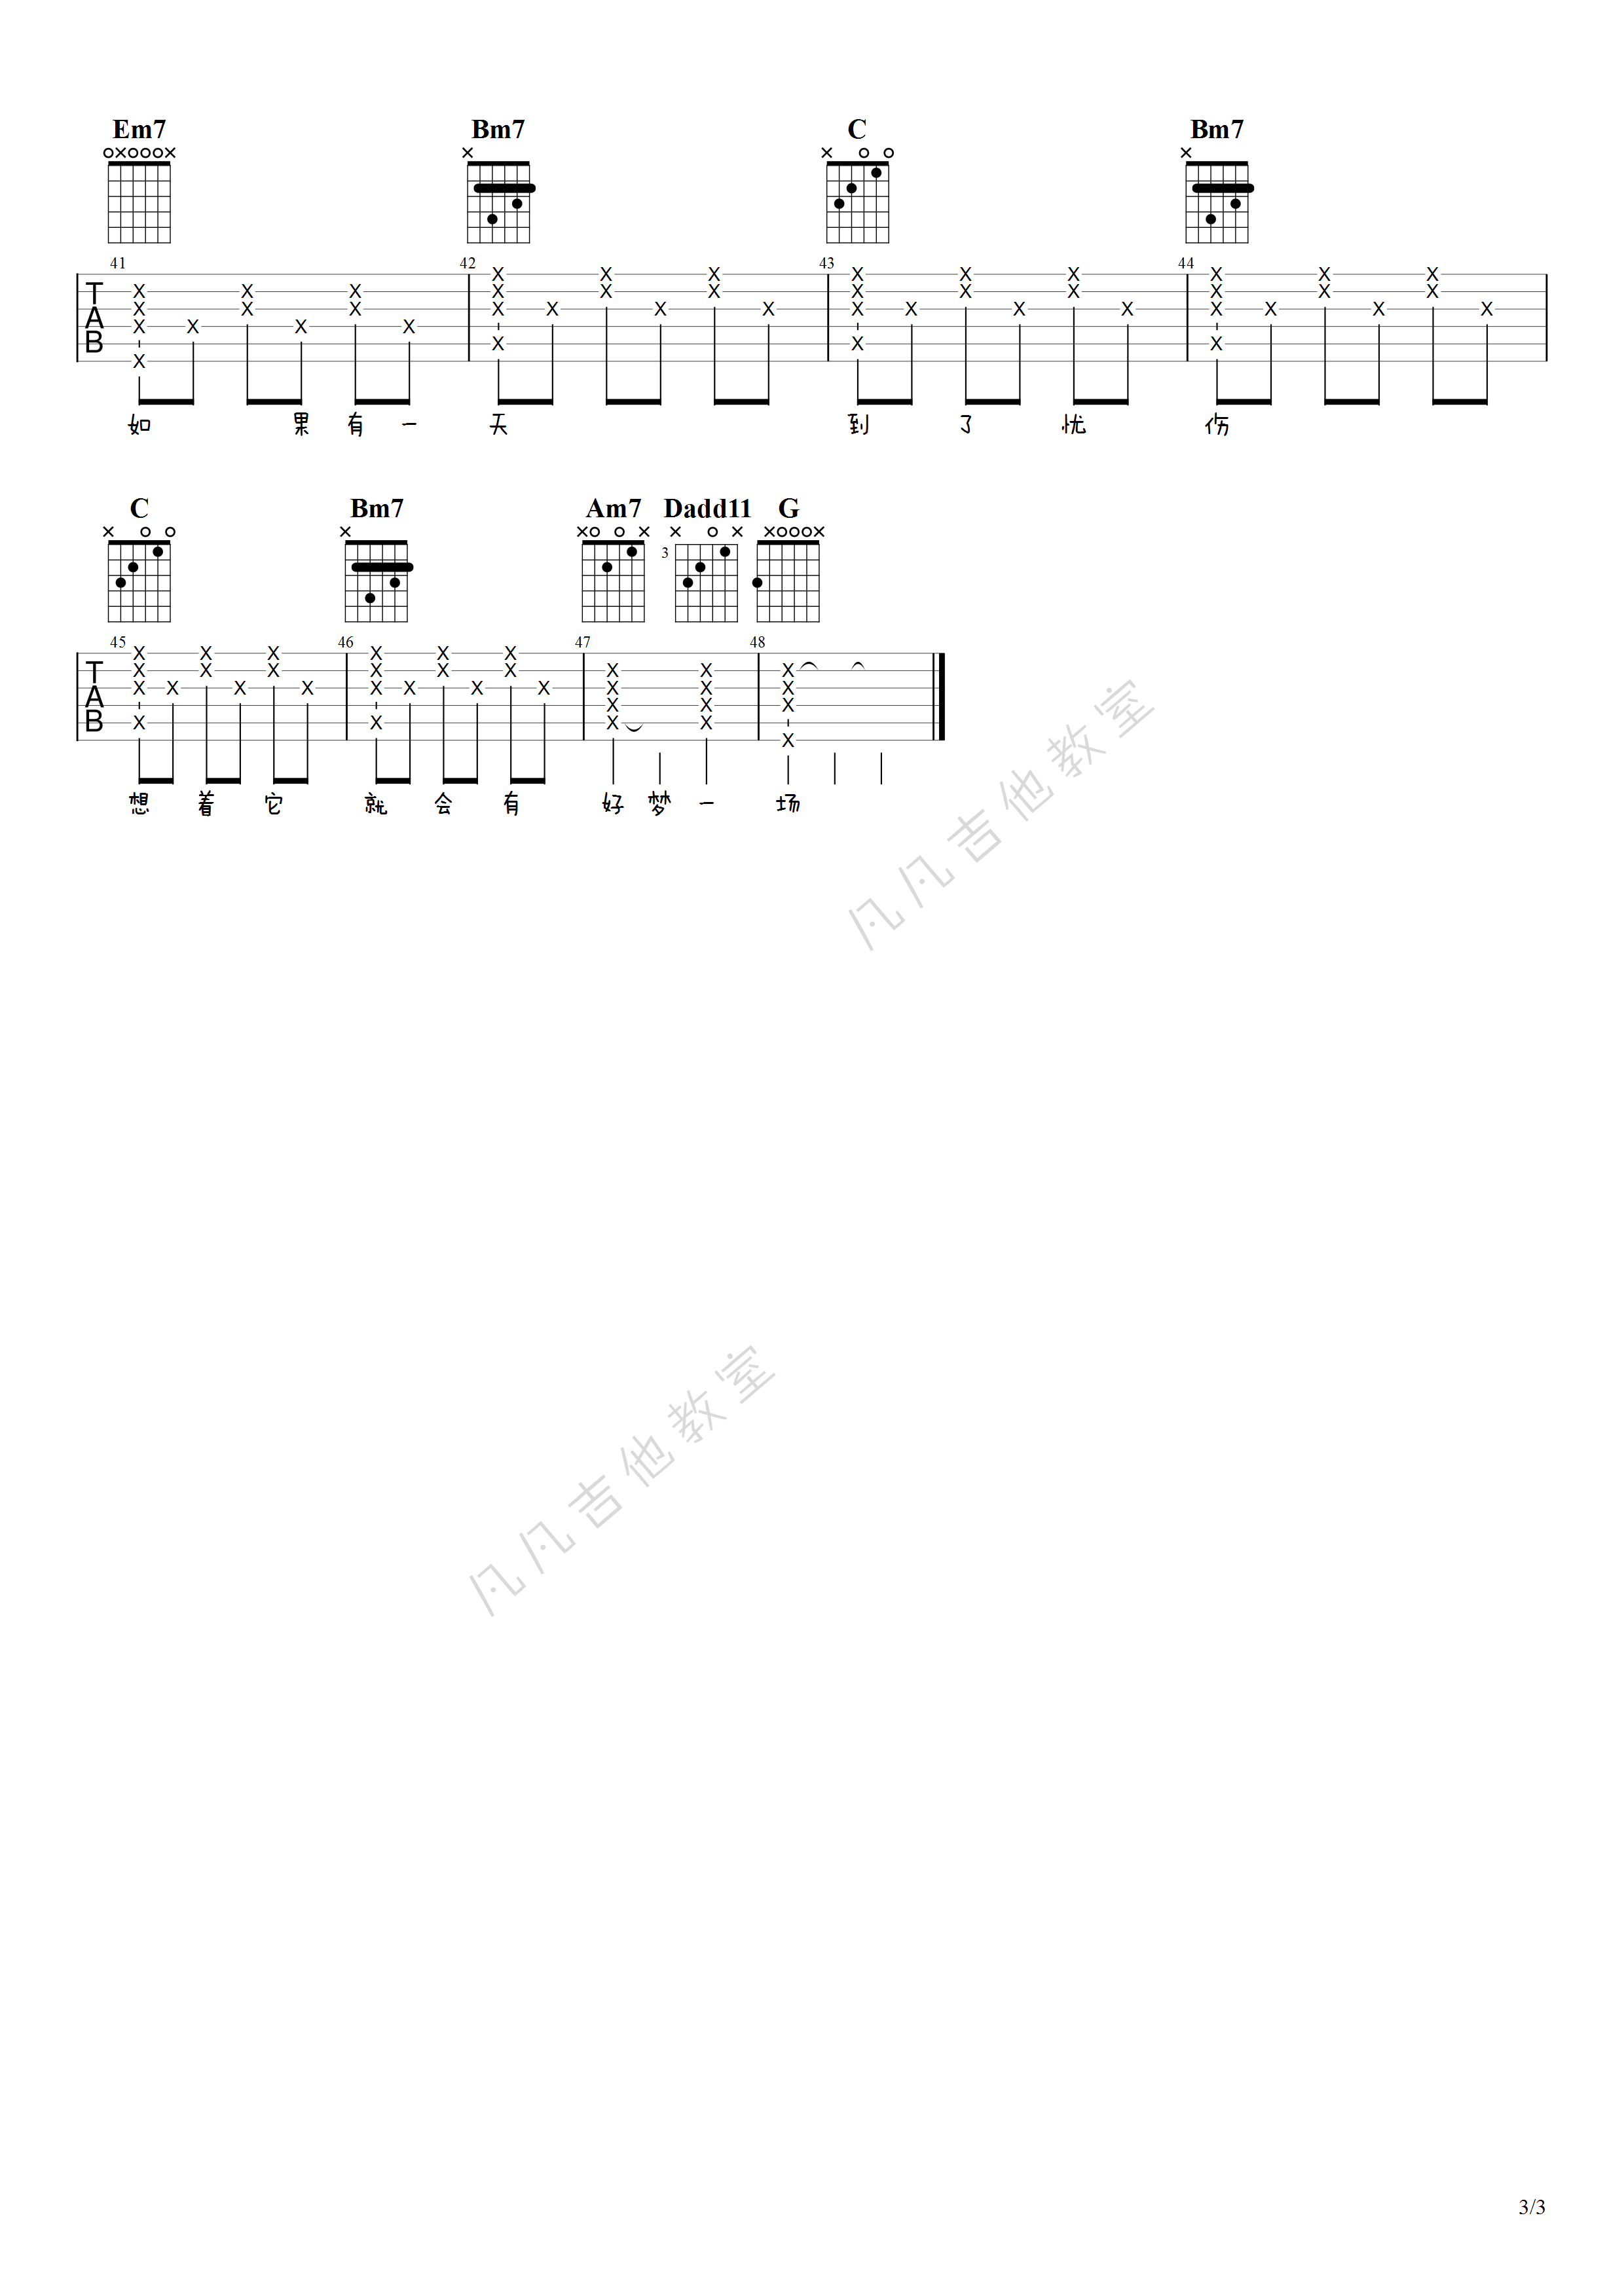 Em7 Bm7 C Bm7
41 42 43 44
TAB
如 果 有 一 天 到 了 忧 伤
C Bm7 Am7 Dadd11 G
3
45 46 47 48
TAB
想 着 它 就 会 有 好 梦 一 场
凡凡吉他教室
凡凡吉他教室
3/3